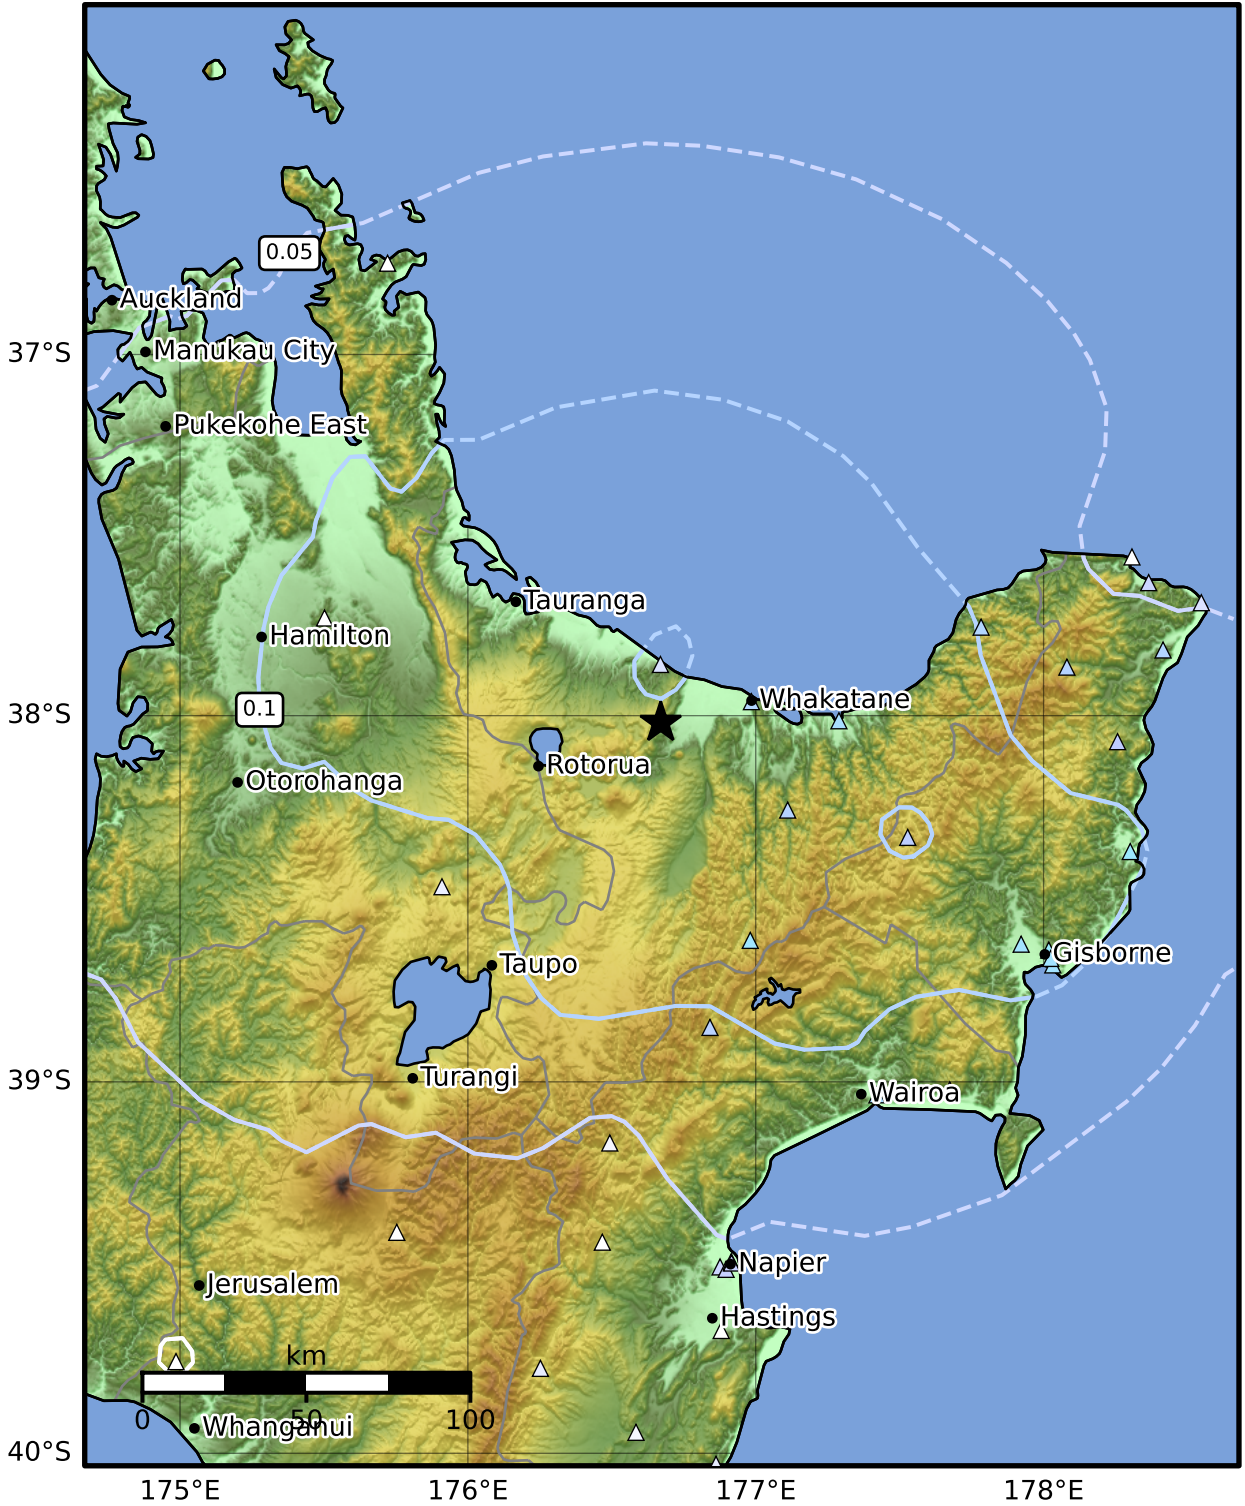 0.05
Auckland
37°S
Manukau City
Pukekohe East
Tauranga
Hamilton
38°S
0.1
Whakatane
Rotorua
Otorohanga
Gisborne
Taupo
39°S
Turangi
Wairoa
Napier
Jerusalem
Hastings
km
0 50 100
Whanganui
40°S
175°E 176°E 177°E 178°E